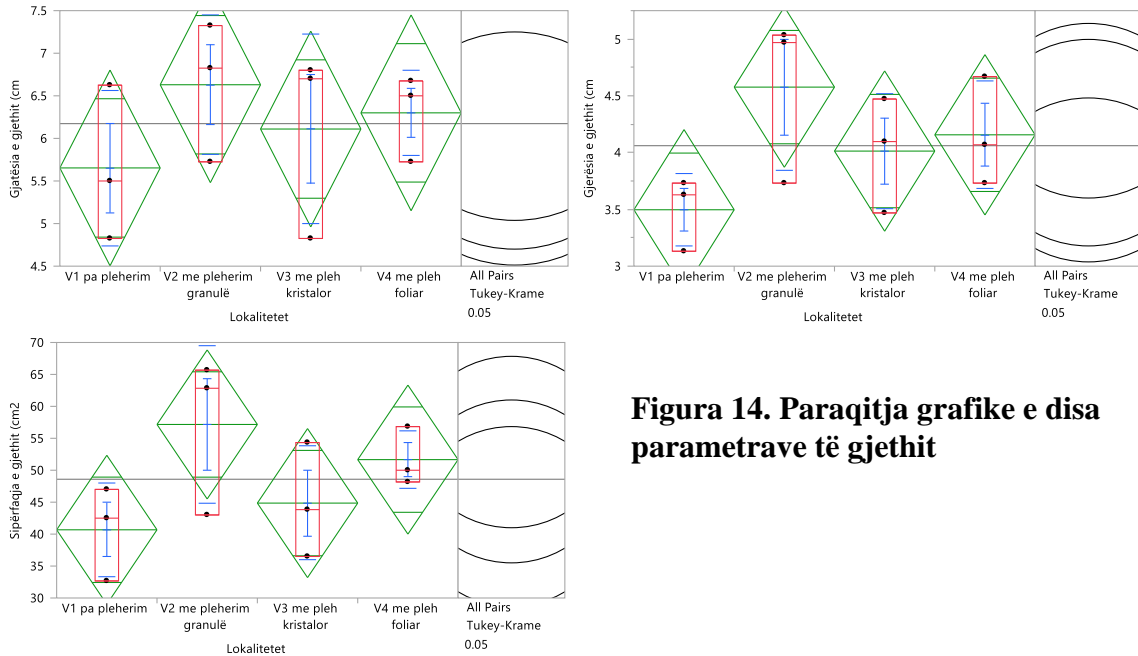 Gjatësia e gjethit (cm
7.5
7
6.5
6
5.5
5
4.5
V1 pa pleherim
V2 me pleherim
granulë
V3 me pleh
kristalor
V4 me pleh
foliar
All Pairs
Tukey-Krame
0.05
Lokalitetet
Gjerësia e gjethit (cm
5
4.5
4
3.5
3
V1 pa pleherim
V2 me pleherim
granulë
V3 me pleh
kristalor
V4 me pleh
foliar
All Pairs
Tukey-Krame
0.05
Lokalitetet
Sipërfaqja e gjethit (cm2
70
65
60
55
50
45
40
35
30
V1 pa pleherim
V2 me pleherim
granulë
V3 me pleh
kristalor
V4 me pleh
foliar
All Pairs
Tukey-Krame
0.05
Lokalitetet
Figura 14. Paraqitja grafike e disa
parametrave të gjethit